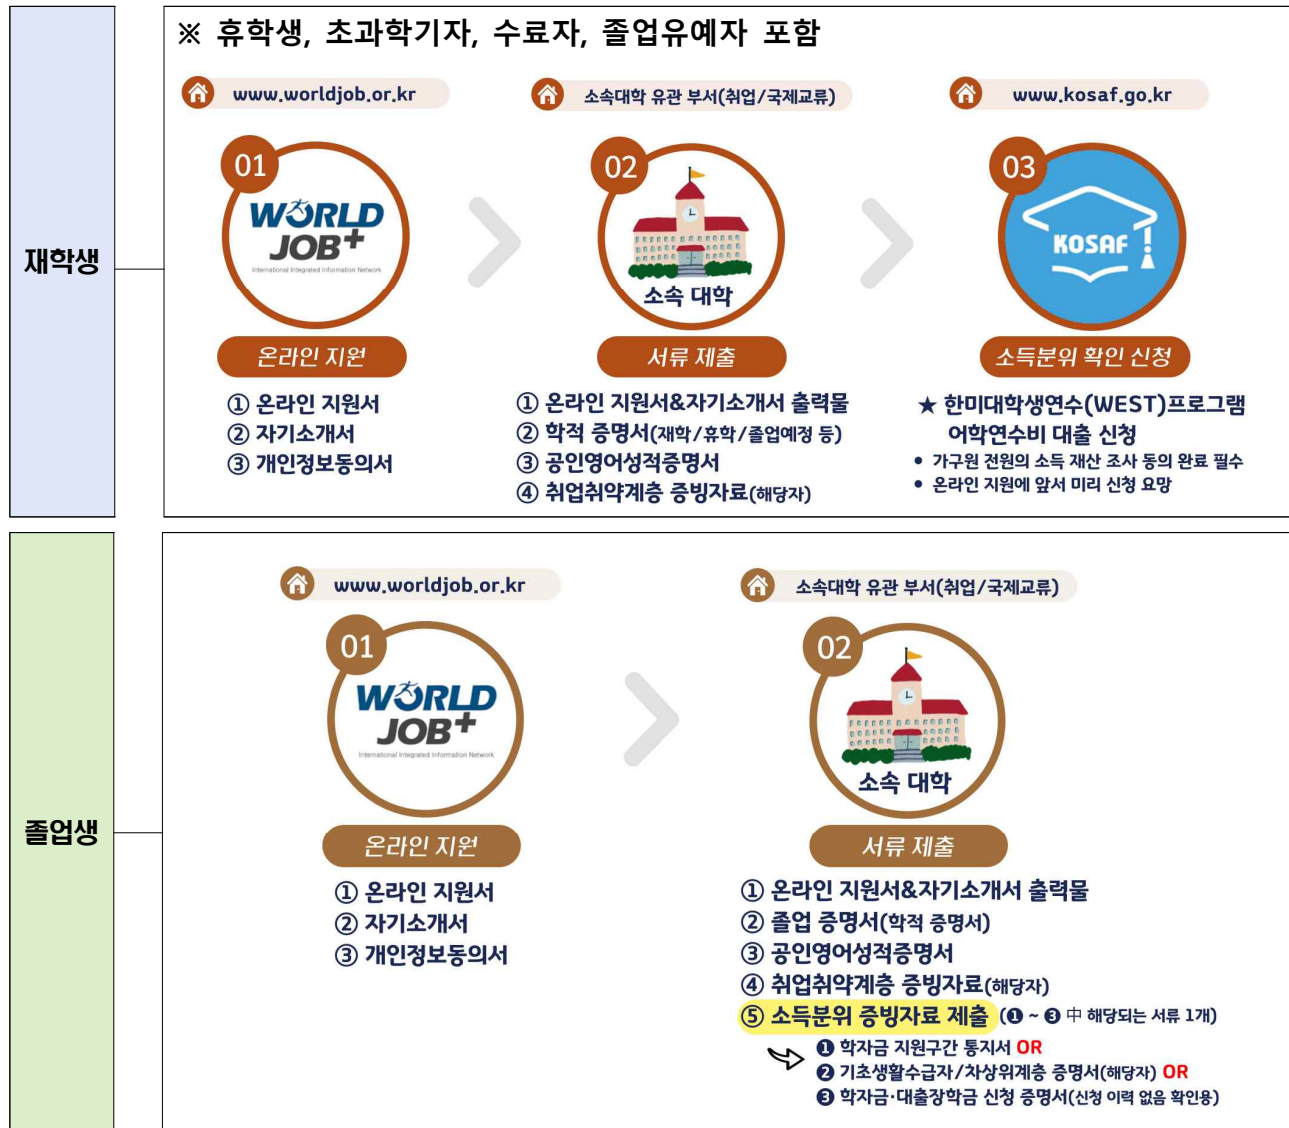 재학생
※ 휴학생, 초과학기자, 수료자, 졸업유예자 포함
www.worldjob.or.kr
01
WORLD
JOB+
International Integrated Information Network
온라인 지원
① 온라인 지원서
② 자기소개서
③ 개인정보동의서
소속대학 유관 부서(취업/국제교류)
02
소속 대학
서류 제출
① 온라인 지원서&자기소개서 출력물
② 학적 증명서(재학/휴학/졸업예정 등)
③ 공인영어성적증명서
④ 취업취약계층 증빙자료(해당자)
www.kosaf.go.kr
03
KOSAF
소득분위 확인 신청
★ 한미대학생연수(WEST)프로그램
어학연수비 대출 신청
• 가구원 전원의 소득 재산 조사 동의 완료 필수
• 온라인 지원에 앞서 미리 신청 요망
졸업생
www.worldjob.or.kr
01
WORLD
JOB+
International Integrated Information Network
온라인 지원
① 온라인 지원서
② 자기소개서
③ 개인정보동의서
소속대학 유관 부서(취업/국제교류)
02
소속 대학
서류 제출
① 온라인 지원서&자기소개서 출력물
② 졸업 증명서(학적 증명서)
③ 공인영어성적증명서
④ 취업취약계층 증빙자료(해당자)
⑤ 소득분위 증빙자료 제출 (❶ ~ ❸ 中 해당되는 서류 1개)
❶ 학자금 지원구간 통지서 OR
❷ 기초생활수급자/차상위계층 증명서(해당자) OR
❸ 학자금·대출장학금 신청 증명서(신청 이력 없음 확인용)